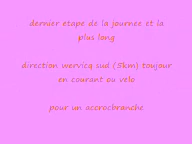 dernier etape de la journee et la
plus long
direction wervicq sud (5km) toujour
en courant ou velo
pour un accrocbranche